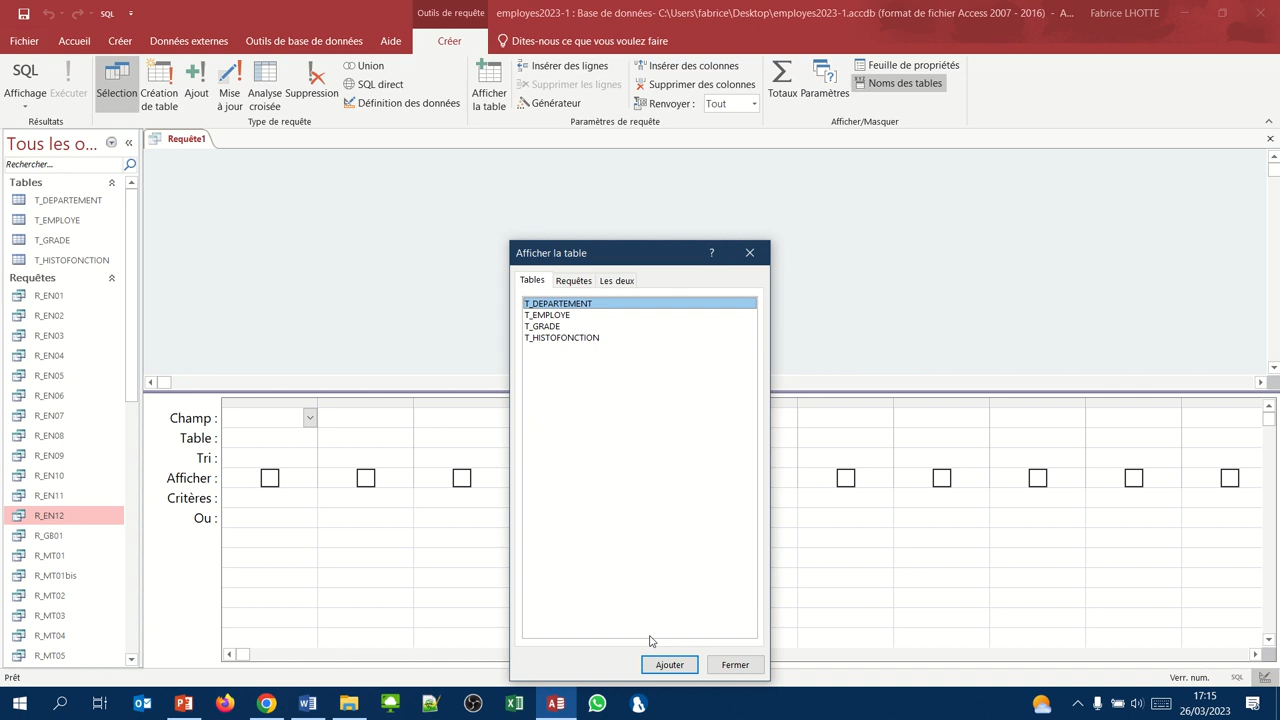 SQL
Outils de requête
employes2023-1 : Base de données- C:\Users\fabrice\Desktop\employes2023-1.accdb (format de fichier Access 2007 - 2016) - A...
Fabrice LHOTTE
Fichier
Accueil
Créer
Données externes
Outils de base de données
Aide
Créer
Dites-nous ce que vous voulez faire
SQL
Affichage
Exécuter
Résultats
Sélection
Création de table
Ajout
Mise à jour
Analyse croisée
Suppression
Union
SQL direct
Définition des données
Type de requête
Afficher la table
Insérer des lignes
Supprimer les lignes
Générateur
Insérer des colonnes
Supprimer des colonnes
Renvoyer : Tout
Paramètres de requête
Totaux
Paramètres
Feuille de propriétés
Noms des tables
Afficher/Masquer
Tous les o...
Rechercher...
Tables
T_DEPARTEMENT
T_EMPLOYE
T_GRADE
T_HISTOFONCTION
Requêtes
R_EN01
R_EN02
R_EN03
R_EN04
R_EN05
R_EN06
R_EN07
R_EN08
R_EN09
R_EN10
R_EN11
R_EN12
R_GB01
R_MT01
R_MT01bis
R_MT02
R_MT03
R_MT04
R_MT05
Requête1
Afficher la table
?
Tables
Requêtes
Les deux
T_DEPARTEMENT
T_EMPLOYE
T_GRADE
T_HISTOFONCTION
Ajouter
Fermer
Champ :
Table :
Tri :
Afficher :
Critères :
Ou :
Prêt
Verr. num.
SQL
17:15
26/03/2023